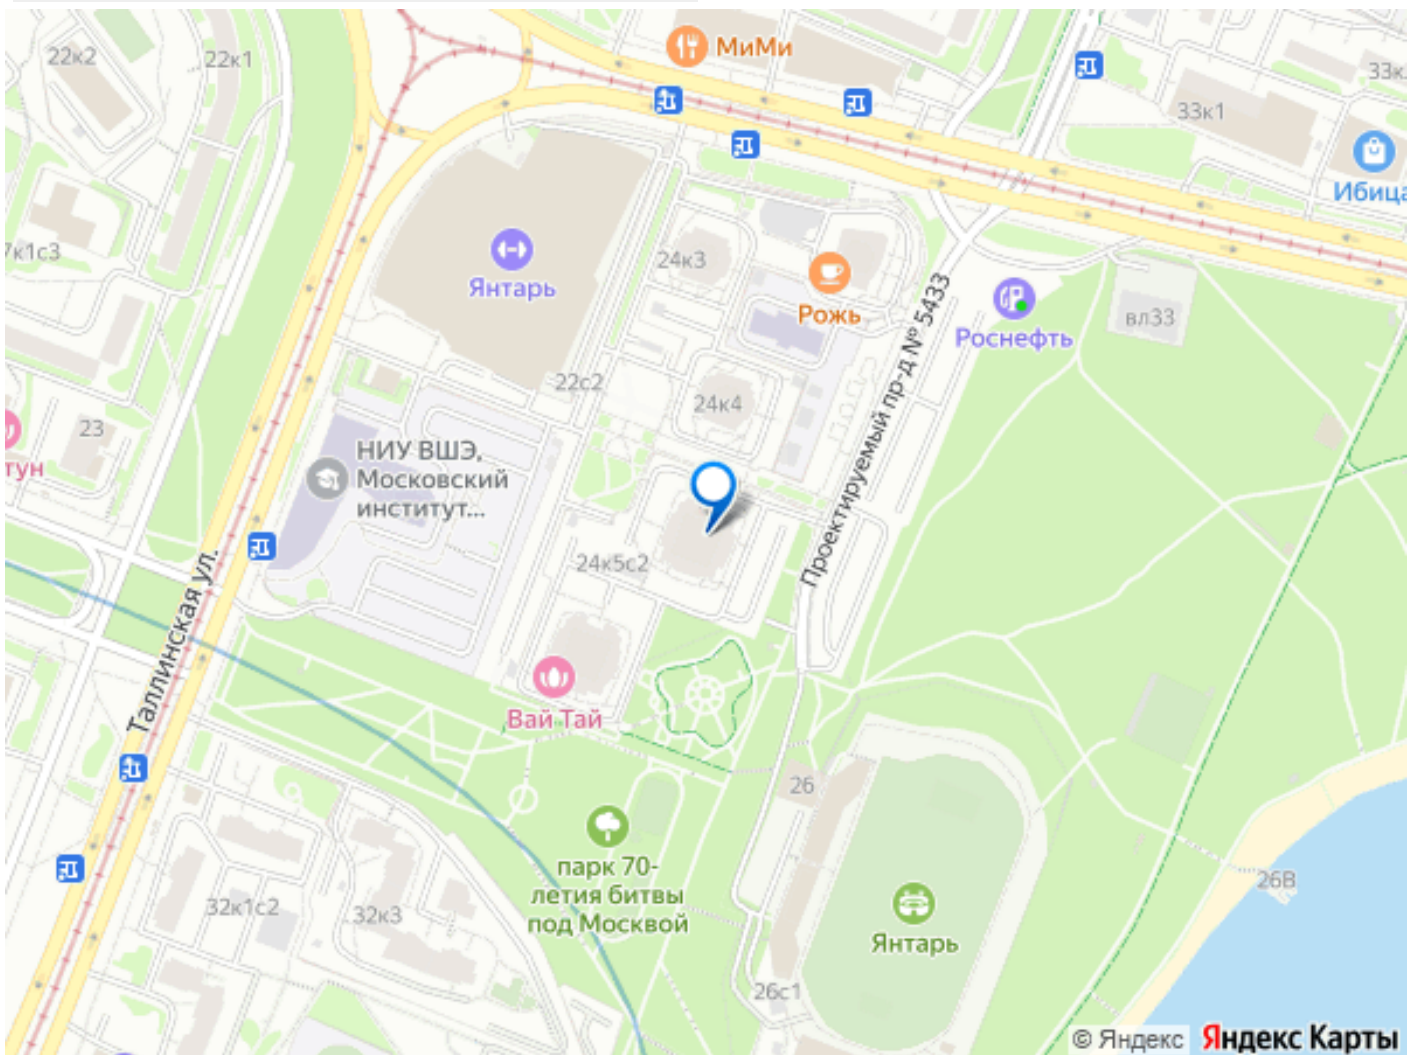 22к2
22к1
МиМи
33к1
Ибица
7к1с3
24к3
Янтарь
Рожь
Роснефть
вл33
22с2
24к4
23
тун
НИУ ВШЭ,
Московский
институт...
Проектируемый пр-д № 5433
24к5с2
Таллинская ул.
Вай Тай
26
парк 70-
летия битвы
под Москвой
32к1с2
32к3
Янтарь
26В
26с1
© Яндекс Яндекс Карты